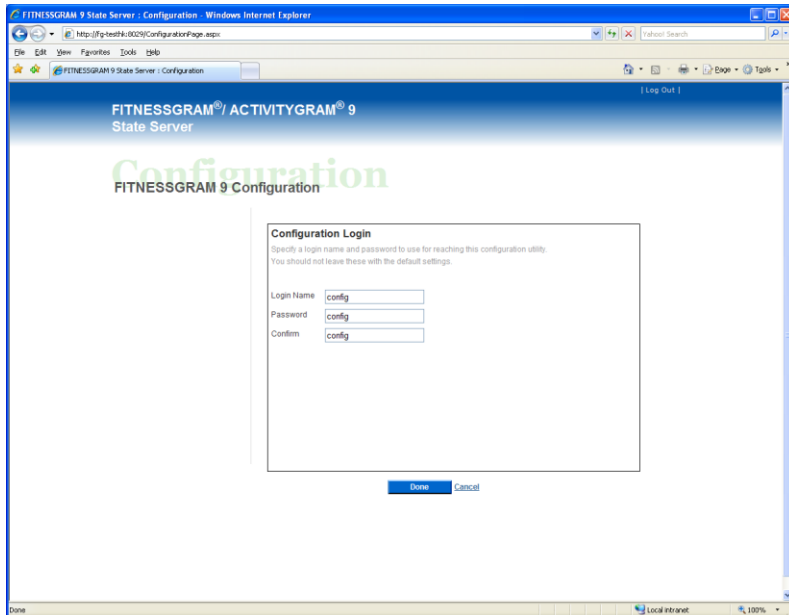 FITNESSGRAM 9 State Server : Configuration - Windows Internet Explorer
http://fg-testhk:8029/ConfigurationPage.aspx
Yahoo! Search
File Edit View Favorites Tools Help
FITNESSGRAM 9 State Server : Configuration
Page
Tools
| Log Out |
FITNESSGRAM®/ ACTIVITYGRAM® 9
State Server
Configuration
FITNESSGRAM 9 Configuration
Configuration Login
Specify a login name and password to use for reaching this configuration utility.
You should not leave these with the default settings.
Login Name config
Password config
Confirm config
Done Cancel
Done Local intranet 100%